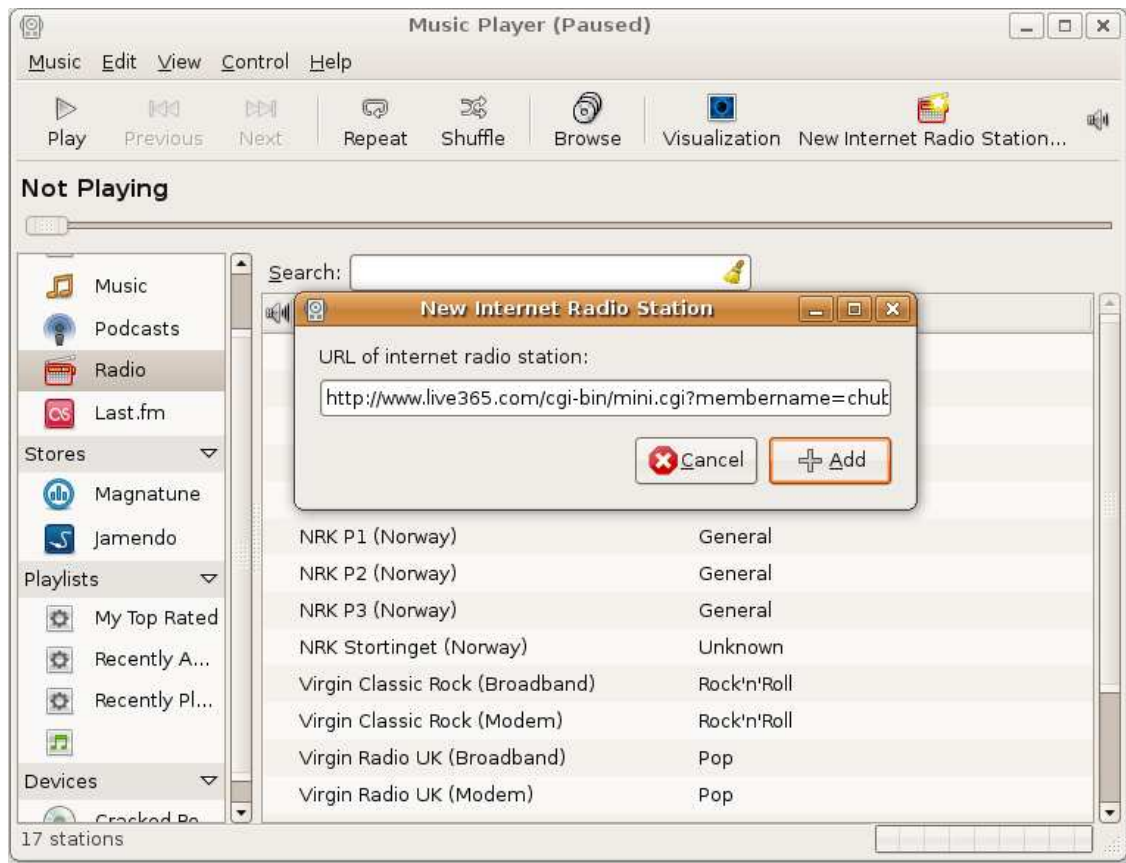 Music Player (Paused)
Music Edit View Control Help
Play Previous Next Repeat Shuffle Browse Visualization New Internet Radio Station...
Not Playing
Music
Podcasts
Radio
Last.fm
Stores
Magnatune
Jamendo
Playlists
My Top Rated
Recently A...
Recently Pl...
Devices
Search:
New Internet Radio Station
URL of internet radio station:
http://www.live365.com/cgi-bin/mini.cgi?membername=chub
Cancel Add
NRK P1 (Norway) General
NRK P2 (Norway) General
NRK P3 (Norway) General
NRK Stortinget (Norway) Unknown
Virgin Classic Rock (Broadband) Rock'n'Roll
Virgin Classic Rock (Modem) Rock'n'Roll
Virgin Radio UK (Broadband) Pop
Virgin Radio UK (Modem) Pop
17 stations